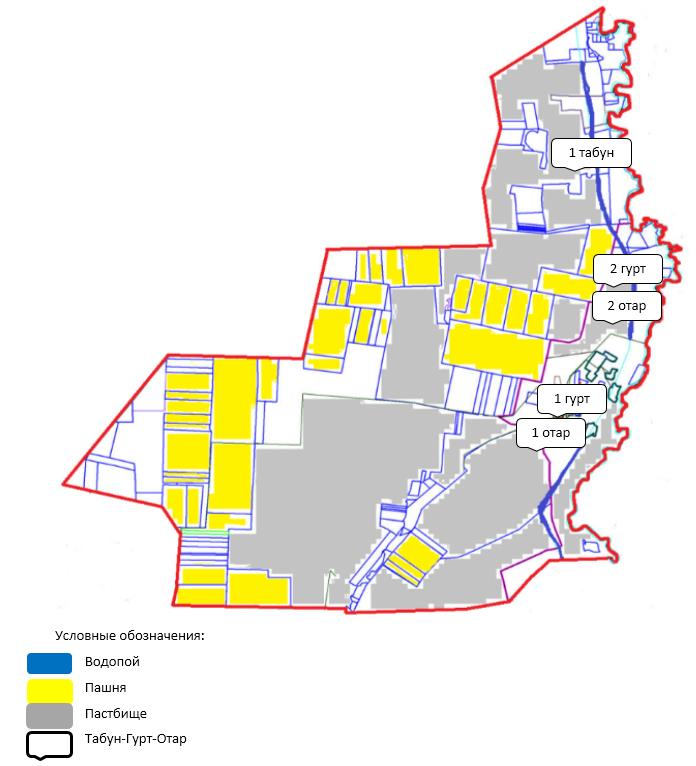 1 табун
2 гурт
2 отар
1 гурт
1 отар
Условные обозначения:
Водопой
Пашня
Пастбище
Табун-Гурт-Отар